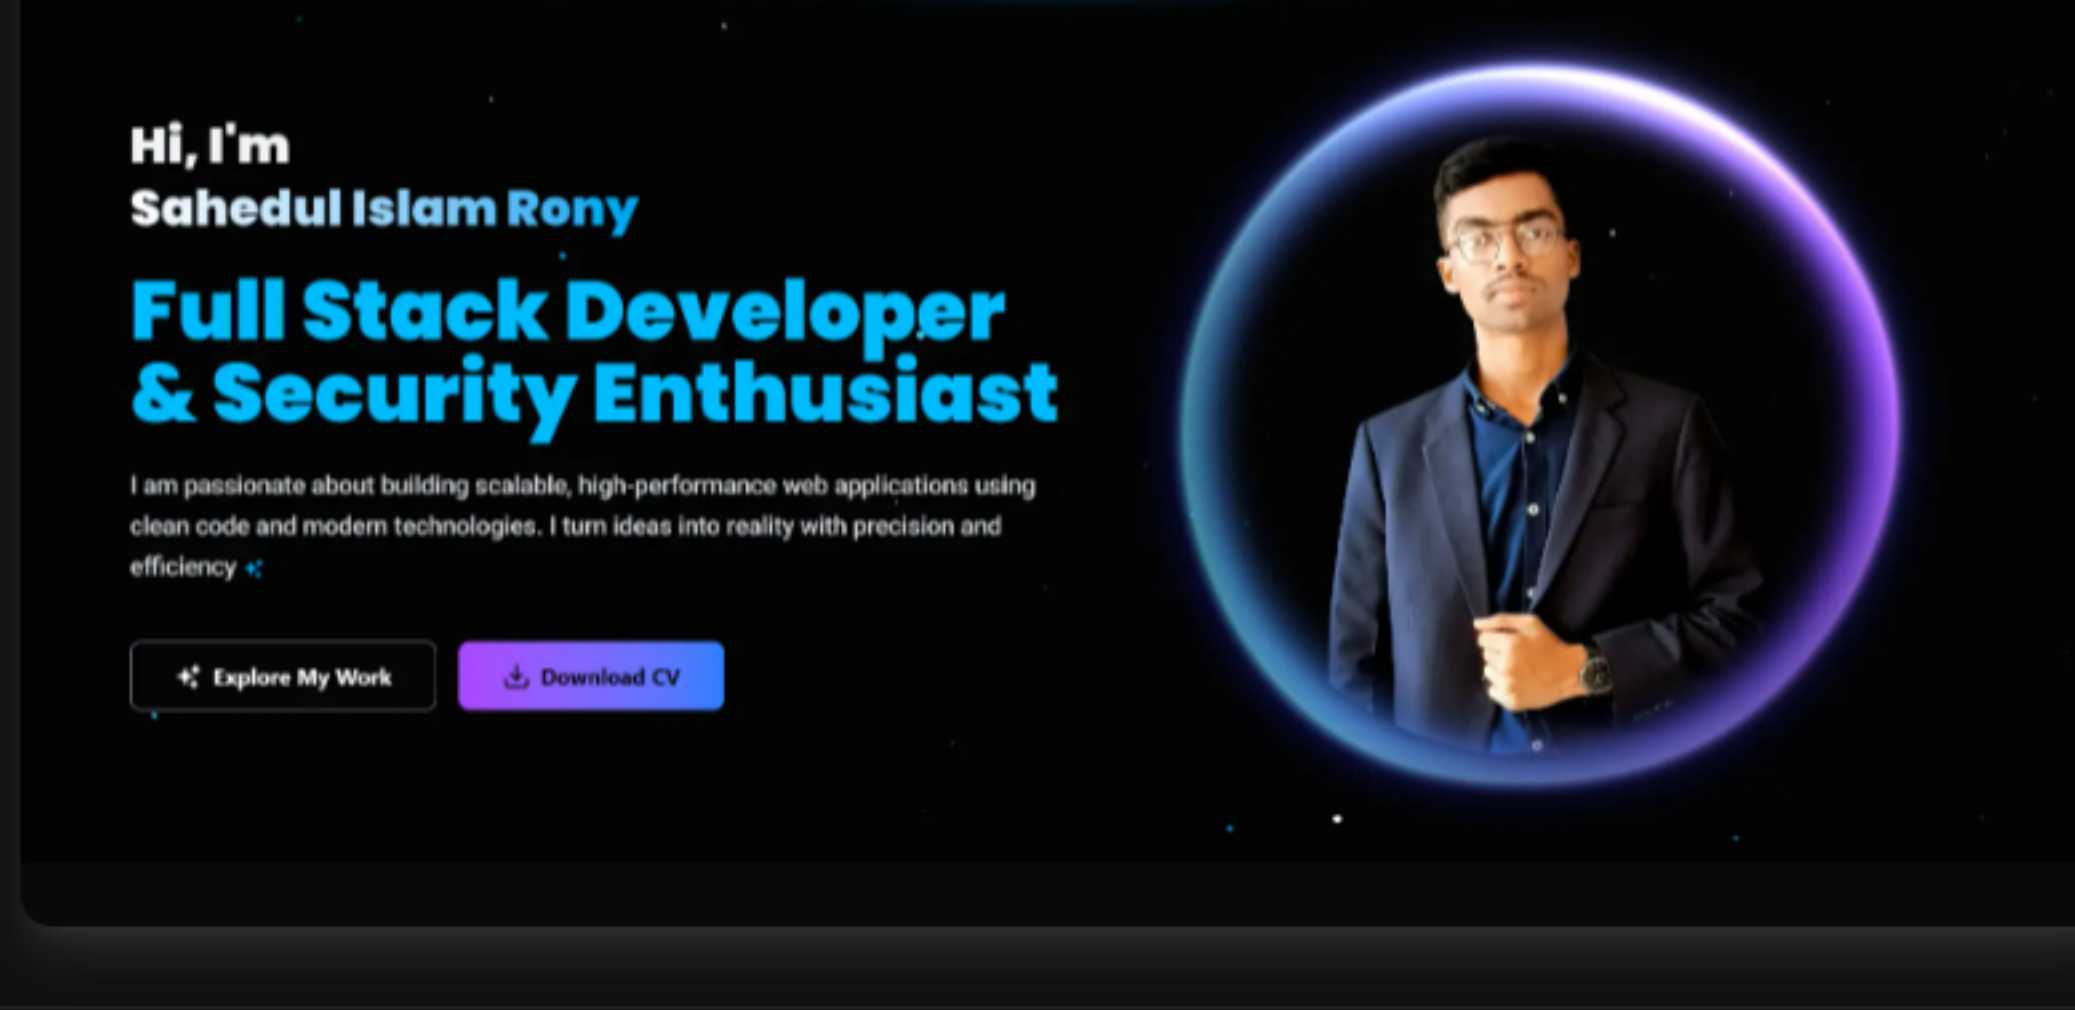 Hi, I'm
Sahedul Islam Rony
Full Stack Developer
& Security Enthusiast
I am passionate about building scalable, high-performance web applications using
clean code and modern technologies. I turn ideas into reality with precision and
efficiency
Explore My Work
Download CV